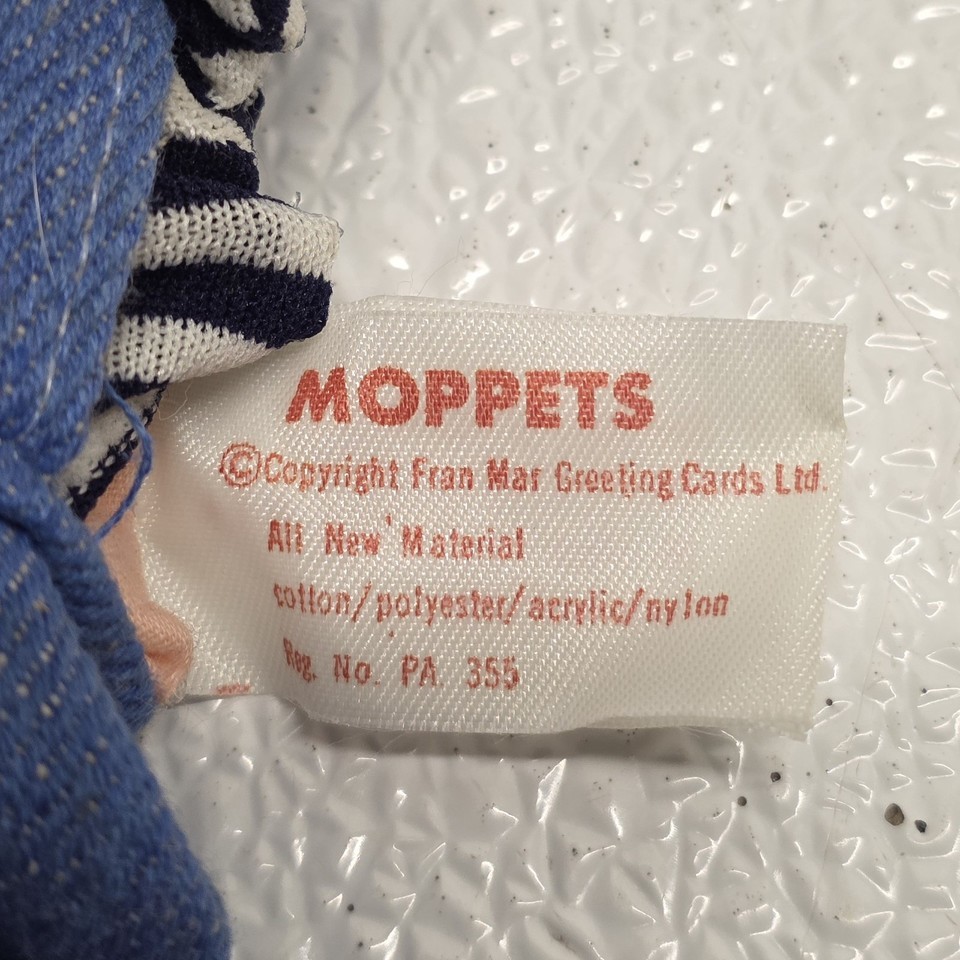 MOPPETS
©Copyright Fran Mar Greeting Cards Ltd.
All New Material
cotton/polyester/acrylic/nylon
Reg. No. PA. 355